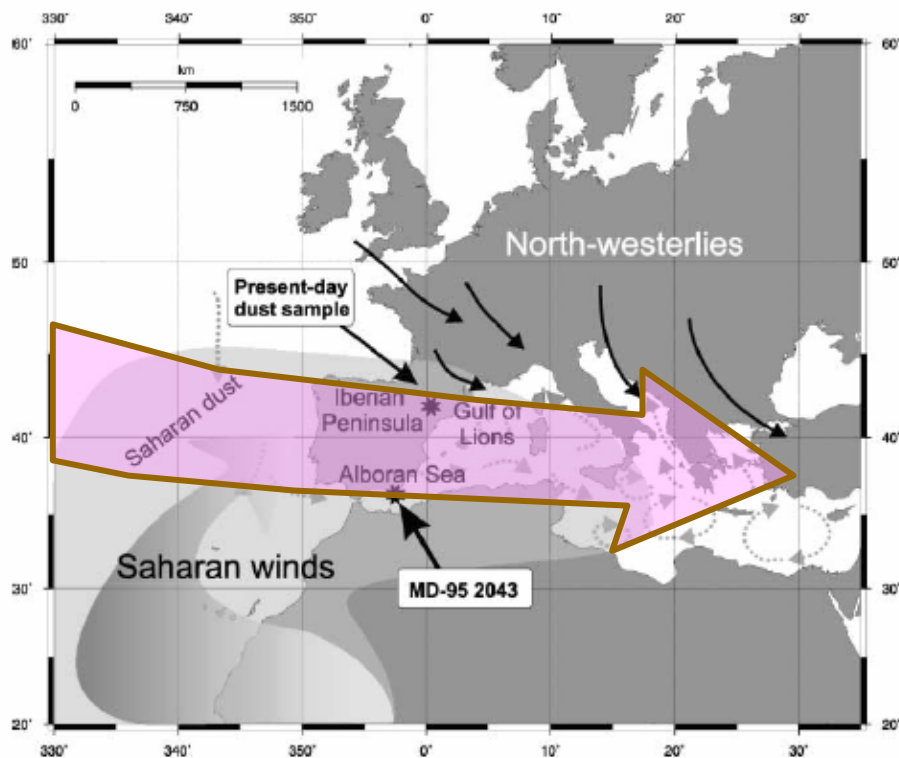 330˚ 340˚ 350˚ 0˚ 10˚ 20˚ 30˚
60˚ 60˚
km
0 750 1500
North-westerlies
50 50
Present-day
dust sample
Saharan dust
Iberian
Peninsula
Gulf of
Lions
40˚ 40˚
Alboran Sea
Saharan winds
MD-95 2043
30˚ 30˚
20˚ 20˚
330˚ 340˚ 350˚ 0˚ 10˚ 20˚ 30˚